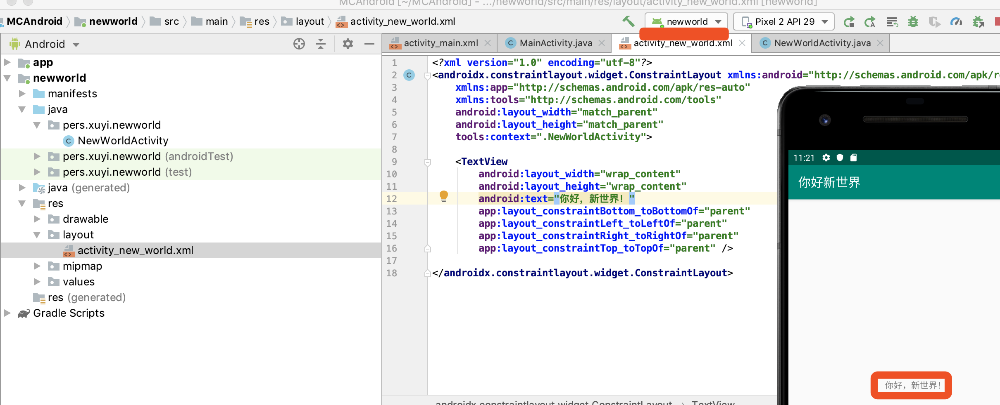 MCAndroid [~/MCAndroid] - .../newworld/src/main/res/layout/activity_new_world.xml [newworld]
MCAndroid newworld src main res layout activity_new_world.xml newworld Pixel 2 API 29
Android
activity_main.xml MainActivity.java activity_new_world.xml NewWorldActivity.java
app
newworld
manifests
java
pers.xuyi.newworld
NewWorldActivity
pers.xuyi.newworld (androidTest)
pers.xuyi.newworld (test)
java (generated)
res
drawable
layout
activity_new_world.xml
mipmap
values
res (generated)
Gradle Scripts
1 <?xml version="1.0" encoding="utf-8"?>
2 <androidx.constraintlayout.widget.ConstraintLayout xmlns:android="http://schemas.android.com/apk/r
3 xmlns:app="http://schemas.android.com/apk/res-auto"
4 xmlns:tools="http://schemas.android.com/tools"
5 android:layout_width="match_parent"
6 android:layout_height="match_parent"
7 tools:context=".NewWorldActivity">
8
9 <TextView
10 android:layout_width="wrap_content"
11 android:layout_height="wrap_content"
12 android:text="你好，新世界！"
13 app:layout_constraintBottom_toBottomOf="parent"
14 app:layout_constraintLeft_toLeftOf="parent"
15 app:layout_constraintRight_toRightOf="parent"
16 app:layout_constraintTop_toTopOf="parent" />
17
18 </androidx.constraintlayout.widget.ConstraintLayout>
androidx.constraintlayout.widget.ConstraintLayout TextView
11:21
你好新世界
你好，新世界！